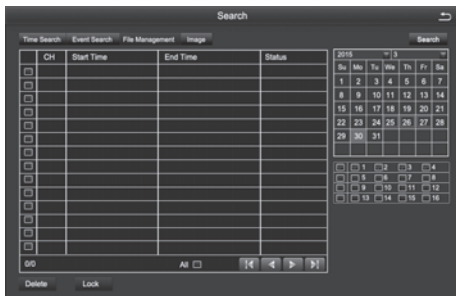 Search
Time Search Event Search File Management Image Search
CH Start Time End Time Status
2015 3
Su Mo Tu We Th Fr Sa
1 2 3 4 5 6 7
8 9 10 11 12 13 14
15 16 17 18 19 20 21
22 23 24 25 26 27 28
29 30 31
1 2 3 4
5 6 7 8
9 10 11 12
13 14 15 16
0/0 All
Delete Lock